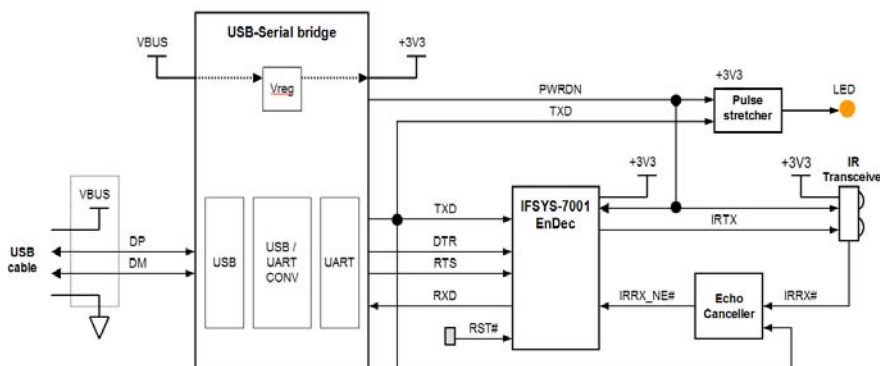 USB-Serial bridge
VBUS
+3V3
Vreg
PWRDN
+3V3
LED
Pulse
stretcher
TXD
+3V3
+3V3
IR
Transceive
VBUS
IFSYS-7001
EnDec
TXD
IRTX
USB
cable
DP
DM
USB
USB /
UART
CONV
UART
DTR
RTS
RXD
IRRX_NE#
Echo
Canceller
IRRX#
RST#